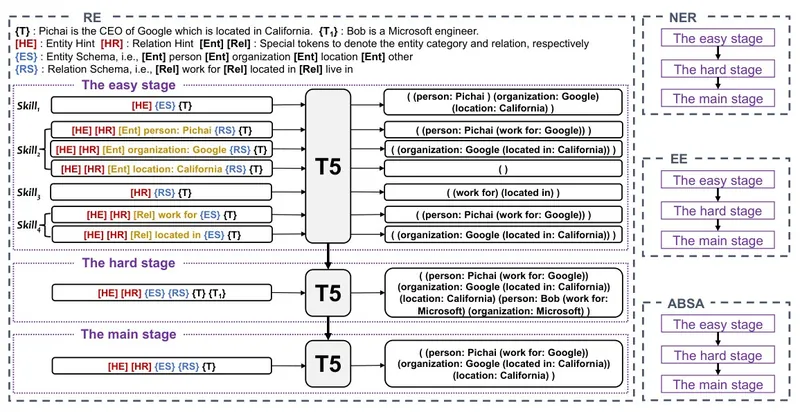 RE
{T} : Pichai is the CEO of Google which is located in California. {T₁} : Bob is a Microsoft engineer.
[HE] : Entity Hint [HR] : Relation Hint [Ent] [Rel] : Special tokens to denote the entity category and relation, respectively
{ES} : Entity Schema, i.e., [Ent] person [Ent] organization [Ent] location [Ent] other
{RS} : Relation Schema, i.e., [Rel] work for [Rel] located in [Rel] live in
The easy stage
Skill₁
[HE] {ES} {T}
( (person: Pichai ) (organization: Google)
(location: California) )
Skill₂
[HE] [HR] [Ent] person: Pichai {RS} {T}
( (person: Pichai (work for: Google)) )
[HE] [HR] [Ent] organization: Google {RS} {T}
( (organization: Google (located in: California)) )
[HE] [HR] [Ent] location: California {RS} {T}
( )
T5
Skill₃
[HR] {RS} {T}
( (work for) (located in) )
Skill₄
[HE] [HR] [Rel] work for {ES} {T}
( (person: Pichai (work for: Google)) )
[HE] [HR] [Rel] located in {ES} {T}
( (organization: Google (located in: California)) )
The hard stage
[HE] [HR] {ES} {RS} {T} {T₁}
T5
( (person: Pichai (work for: Google))
(organization: Google (located in: California))
(location: California) (person: Bob (work for:
Microsoft) (organization: Microsoft) )
The main stage
[HE] [HR] {ES} {RS} {T}
T5
( (person: Pichai (work for: Google))
(organization: Google (located in: California))
(location: California) )
NER
The easy stage
The hard stage
The main stage
EE
The easy stage
The hard stage
The main stage
ABSA
The easy stage
The hard stage
The main stage